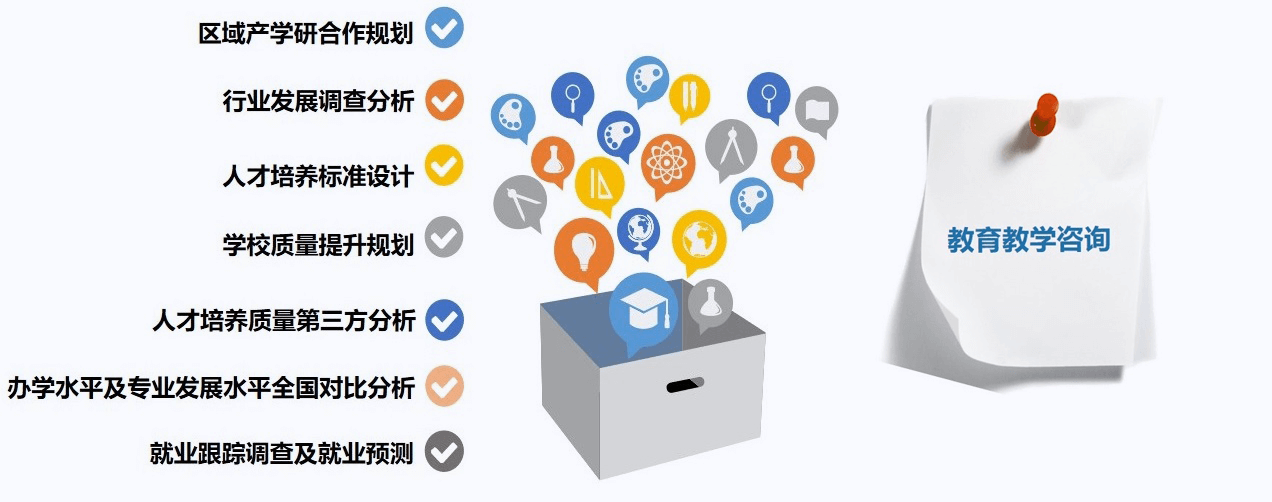 区域产学研合作规划
行业发展调查分析
人才培养标准设计
学校质量提升规划
人才培养质量第三方分析
办学水平及专业发展水平全国对比分析
就业跟踪调查及就业预测
教育教学咨询